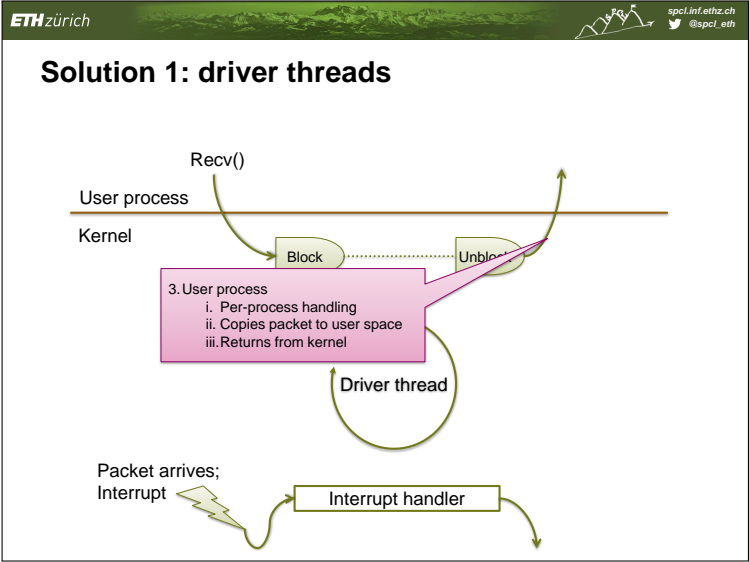 ETH zürich
spcl.inf.ethz.ch
@spcl_eth
Solution 1: driver threads
Recv()
User process
Kernel
Block
Unblock
3. User process
i. Per-process handling
ii. Copies packet to user space
iii. Returns from kernel
Driver thread
Packet arrives;
Interrupt
Interrupt handler